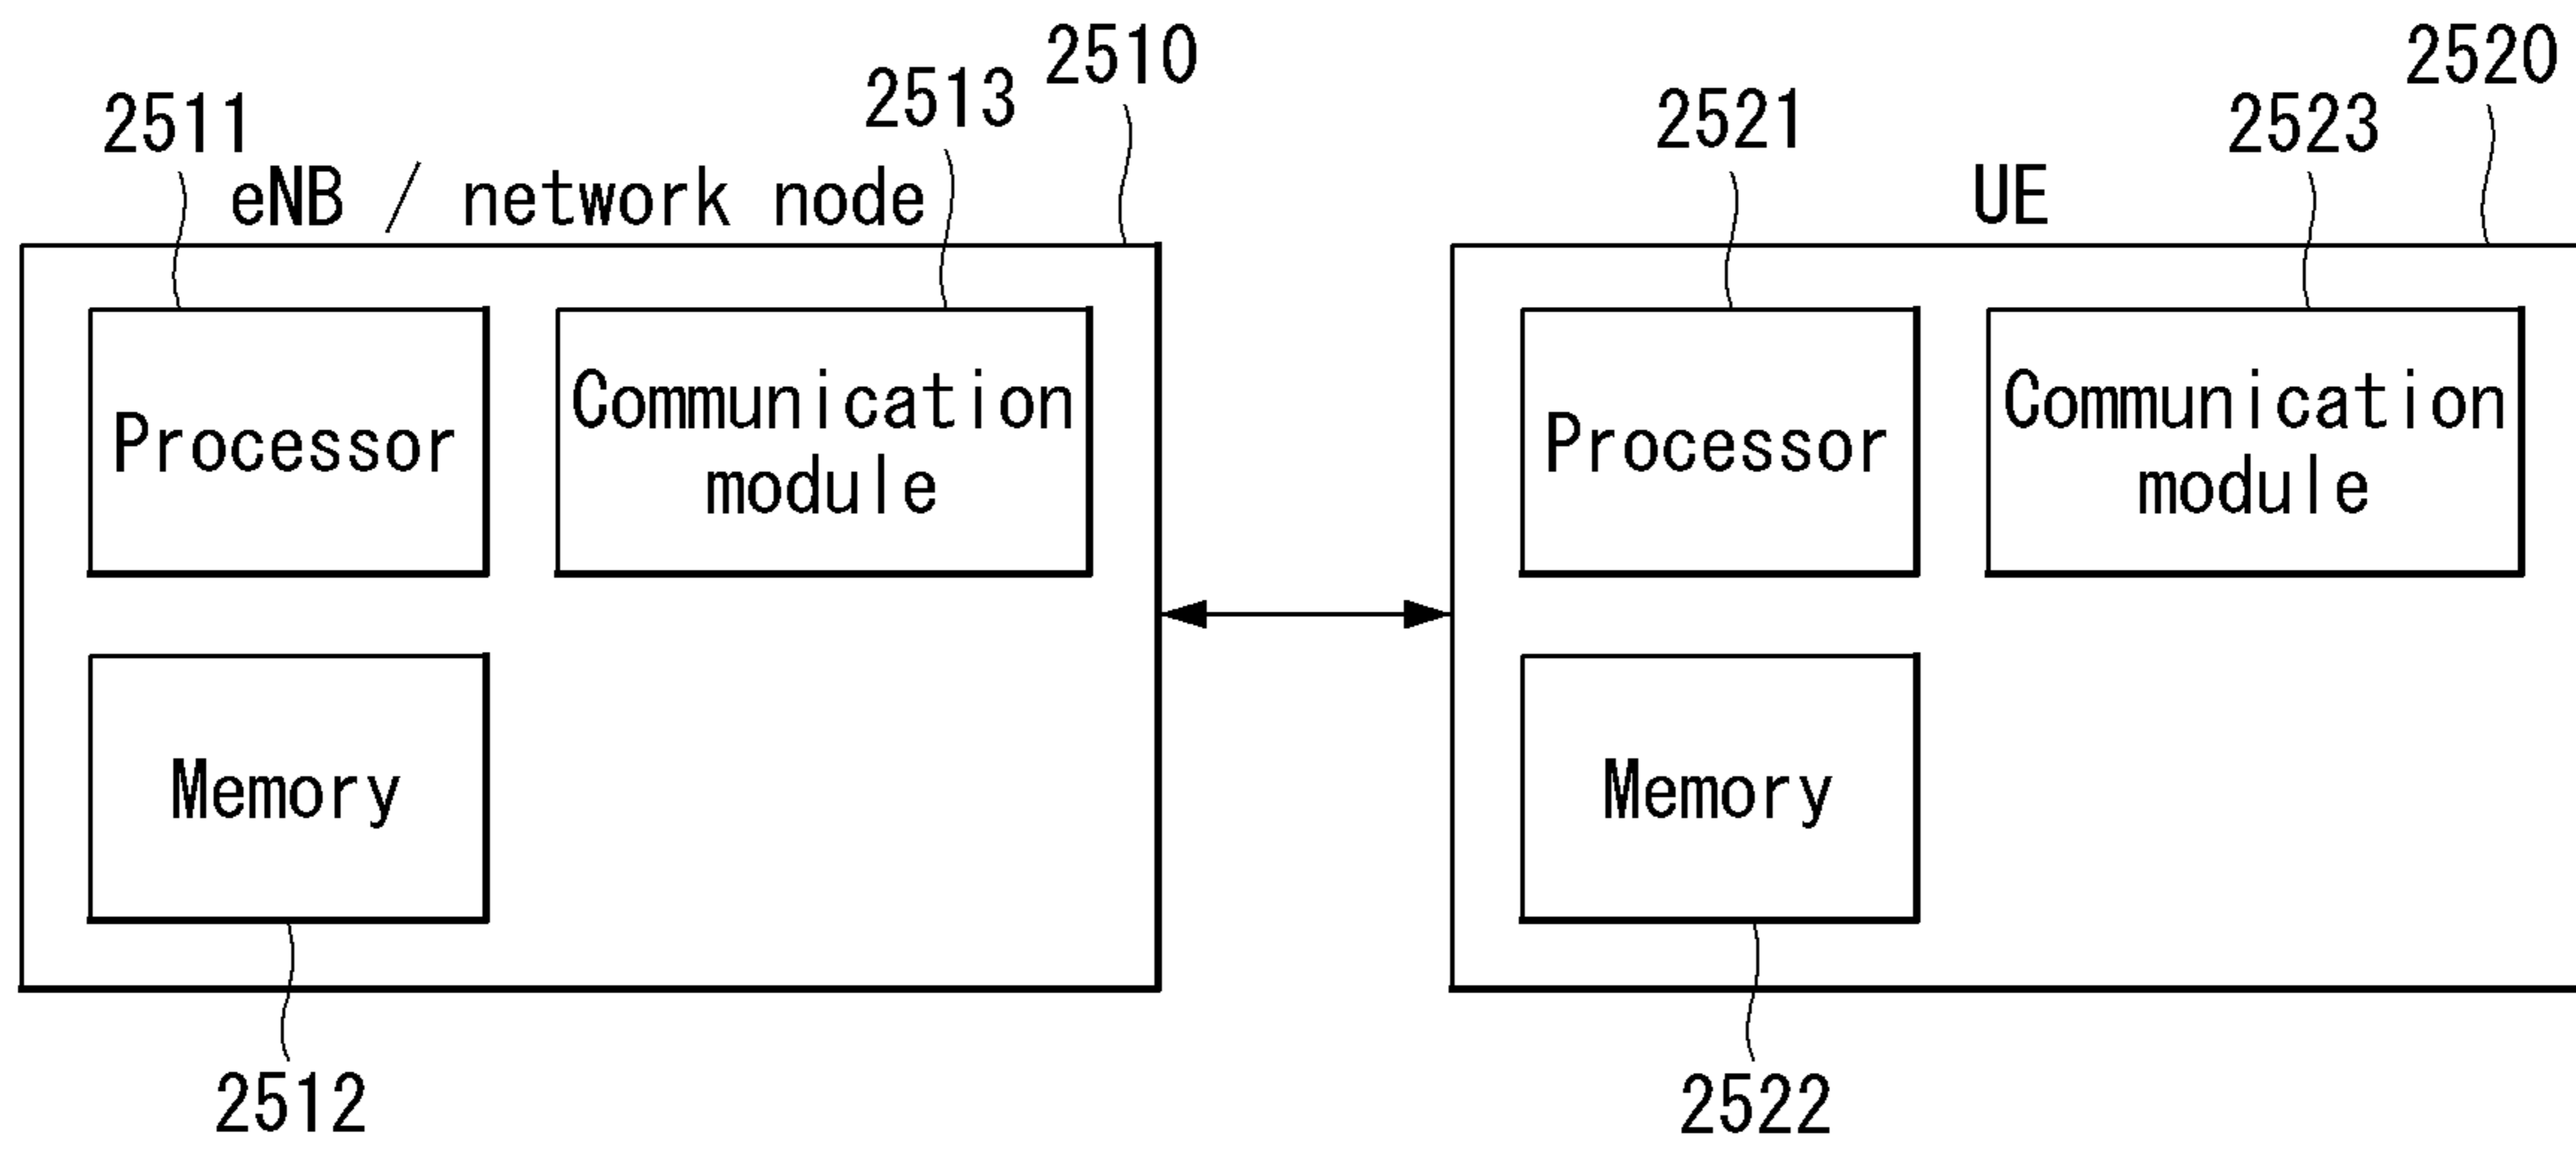 2510
2520
2513
2511
2521
2523
eNB / network node
UE
Processor
Communication
module
Processor
Communication
module
Memory
Memory
2512
2522